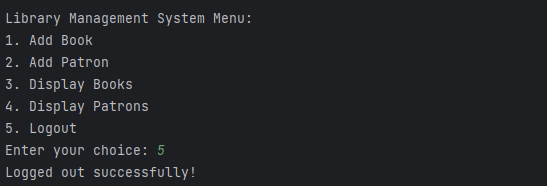 Library Management System Menu:
1. Add Book
2. Add Patron
3. Display Books
4. Display Patrons
5. Logout
Enter your choice: 5
Logged out successfully!